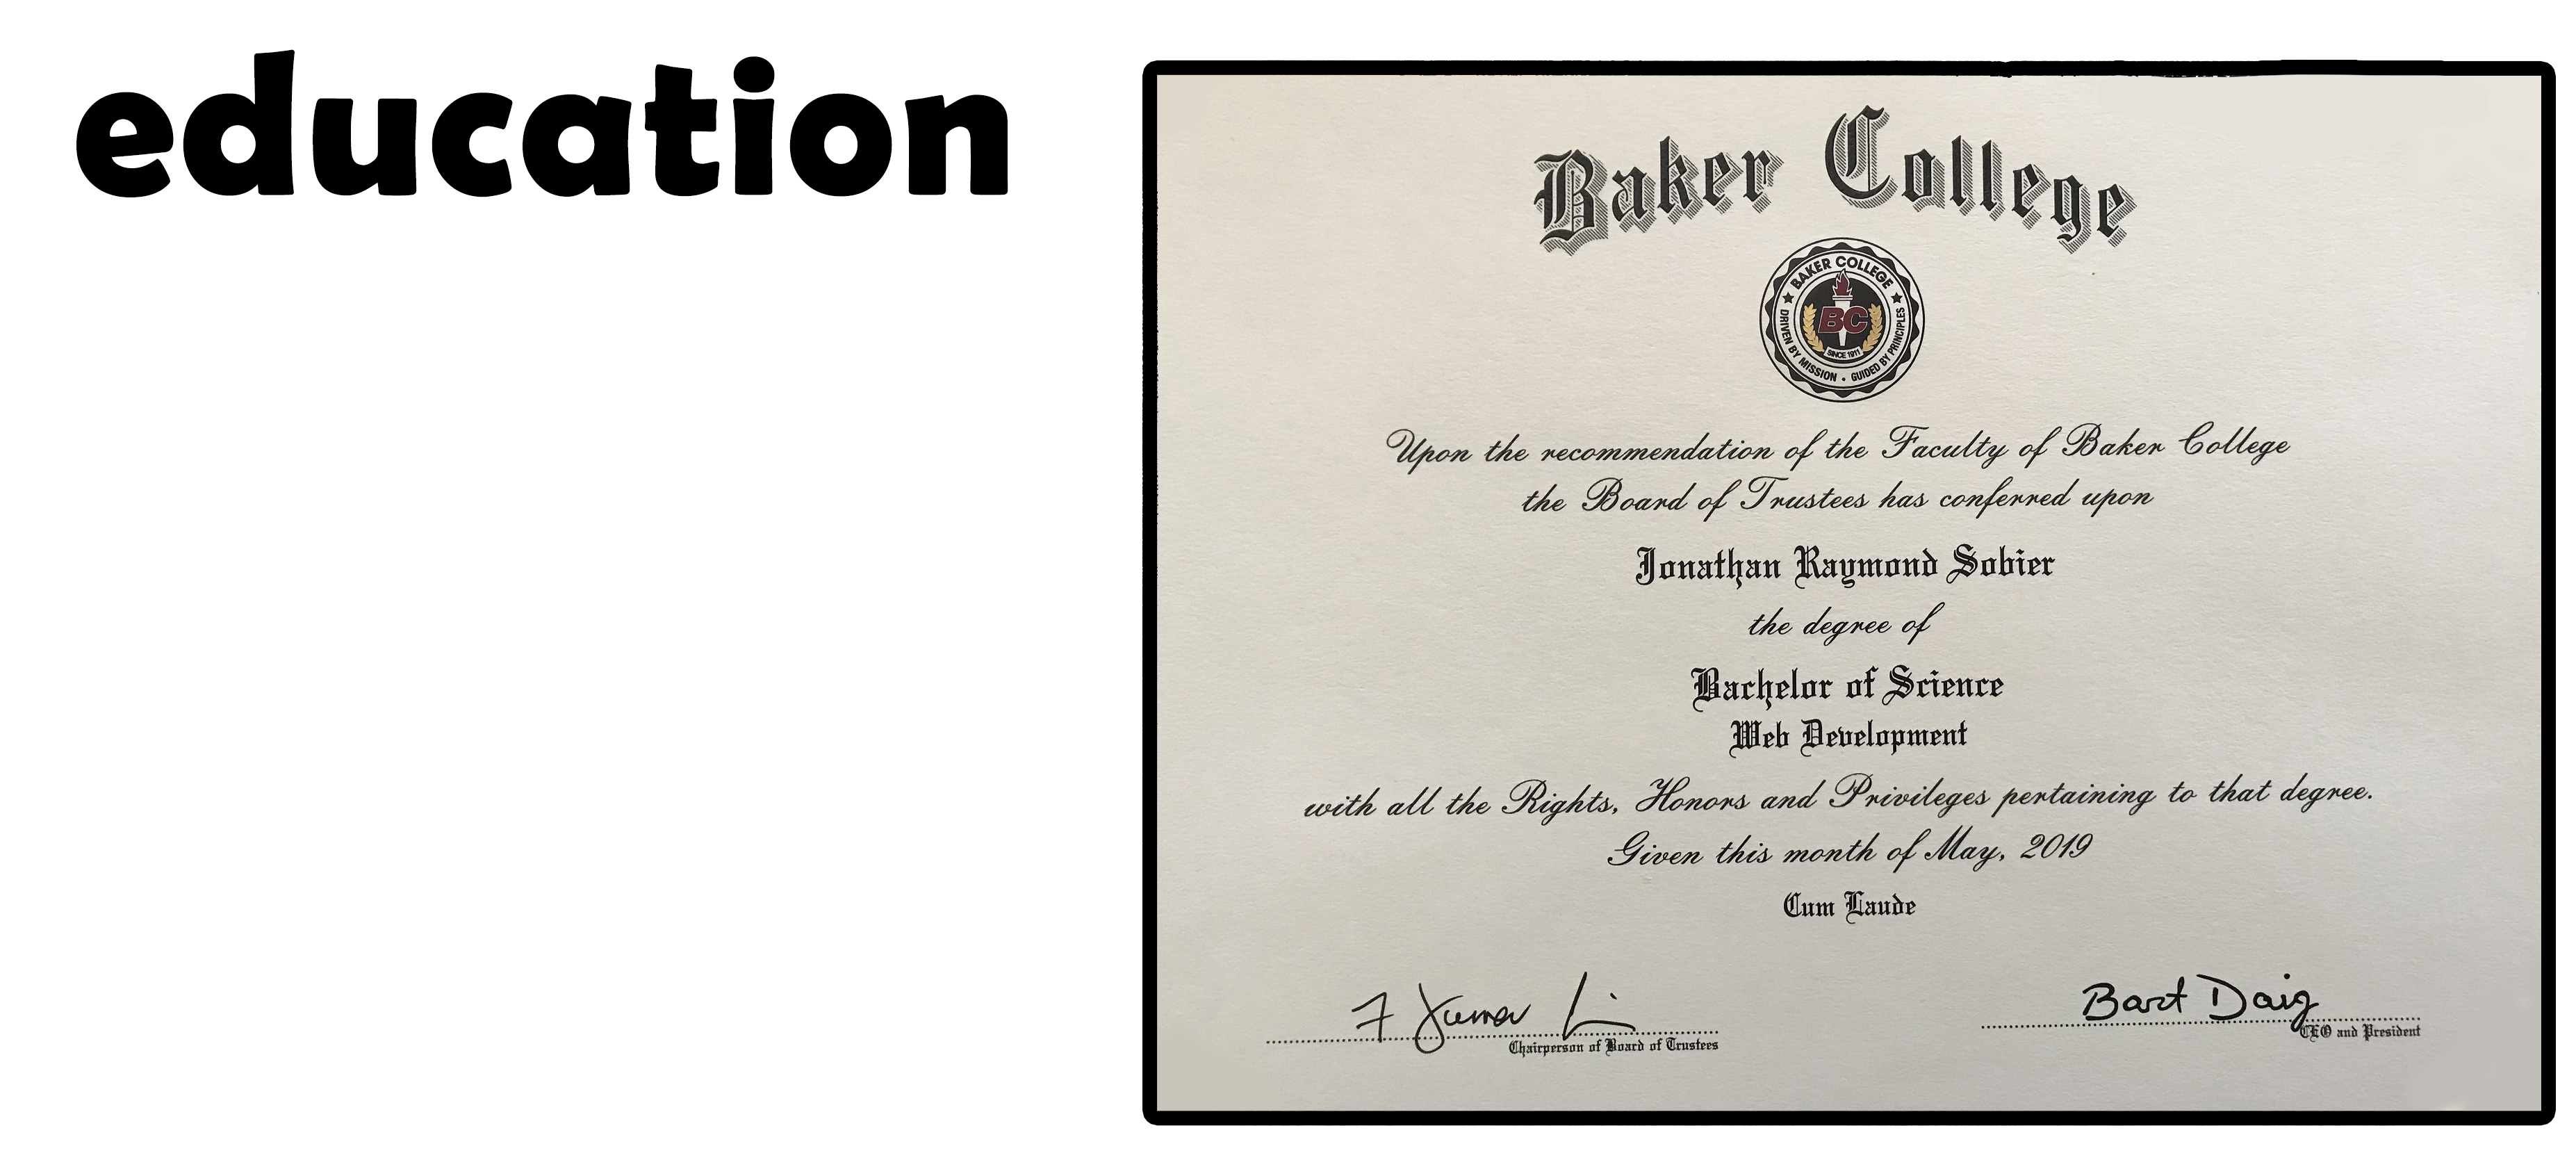 education
Baker College
BAKER COLLEGE
DRIVEN BY MISSION • GUIDED BY PRINCIPLES
BC
SINCE 1911
Upon the recommendation of the Faculty of Baker College
the Board of Trustees has conferred upon
Jonathan Raymond Sobier
the degree of
Bachelor of Science
Web Development
with all the Rights, Honors and Privileges pertaining to that degree.
Given this month of May, 2019
Cum Laude
Bart Daig
Chairperson of Board of Trustees
CEO and President